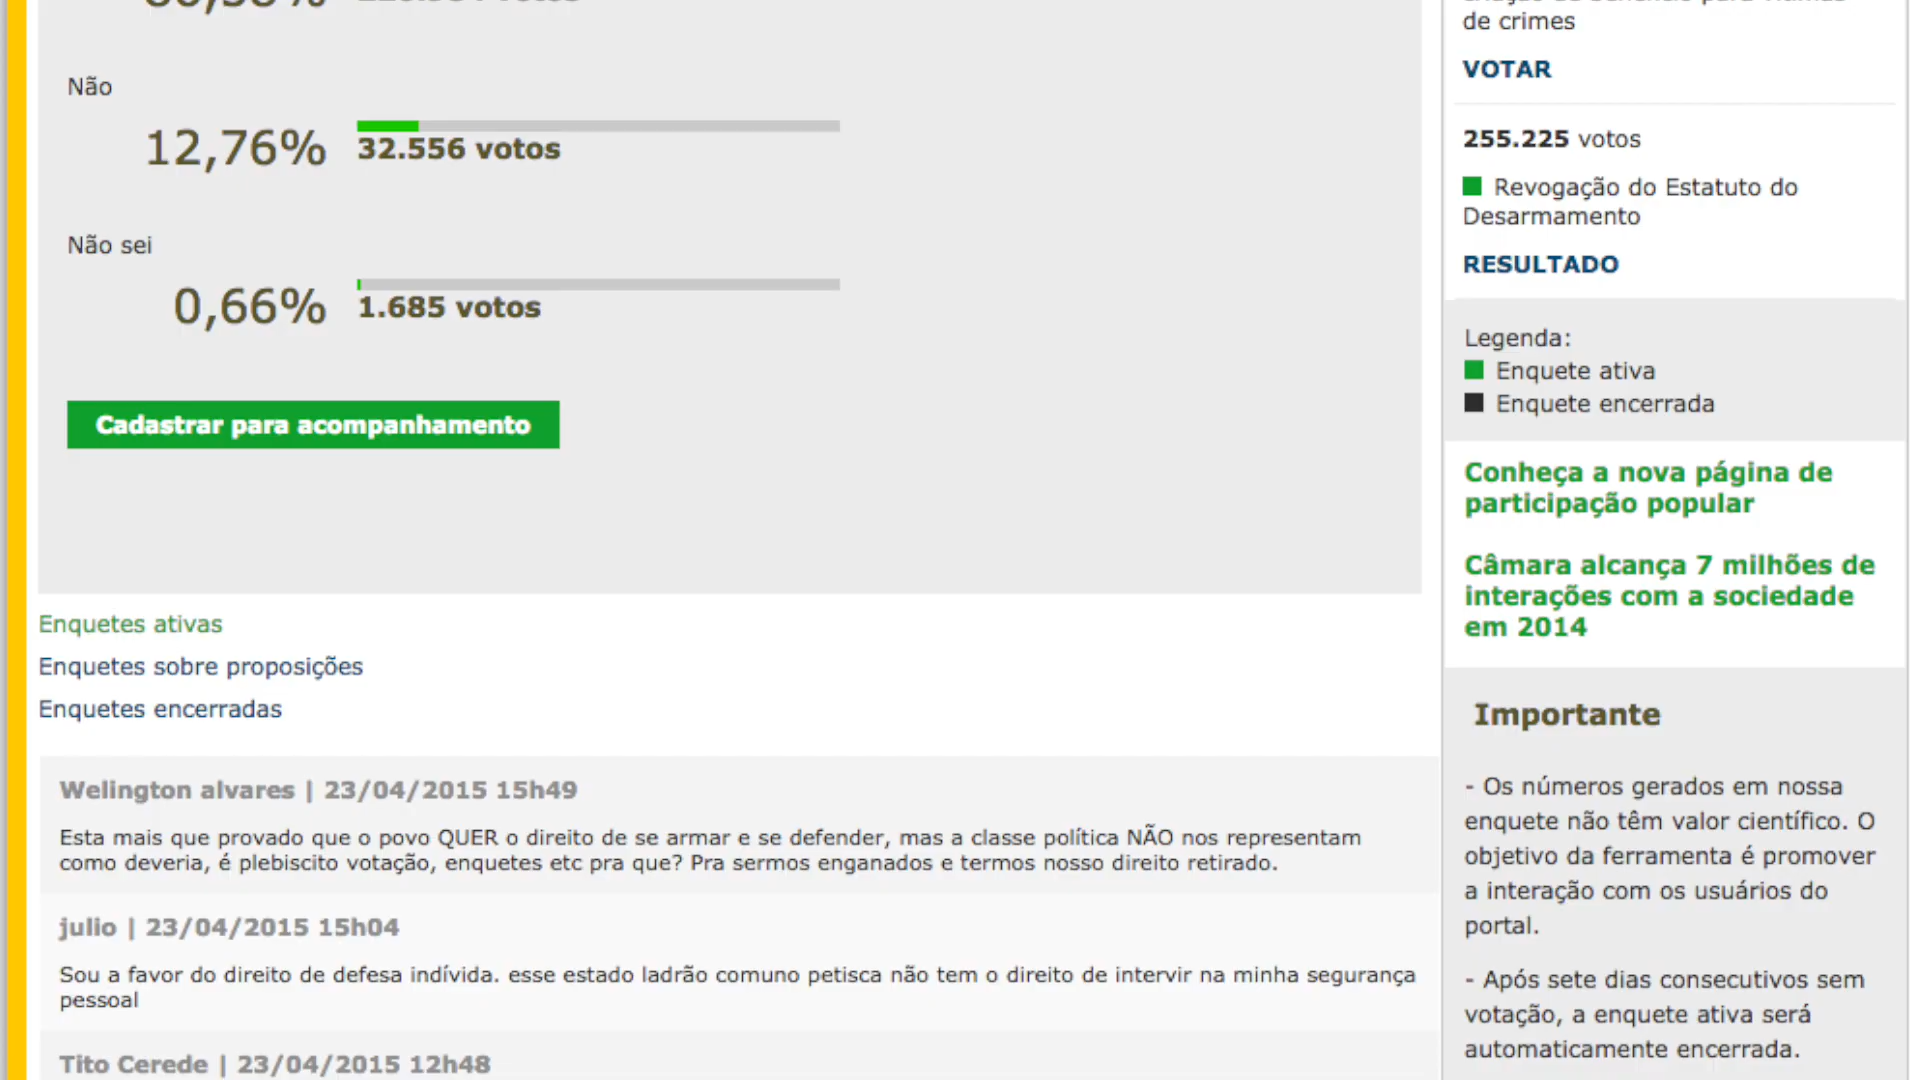 Não
12,76%
32.556 votos
Não sei
0,66%
1.685 votos
Cadastrar para acompanhamento
Enquetes ativas
Enquetes sobre proposições
Enquetes encerradas
Welington alvares | 23/04/2015 15h49
Esta mais que provado que o povo QUER o direito de se armar e se defender, mas a classe política NÃO nos representam
como deveria, é plebiscito votação, enquetes etc pra que? Pra sermos enganados e termos nosso direito retirado.
julio | 23/04/2015 15h04
Sou a favor do direito de defesa indívida. esse estado ladrão comuno petisca não tem o direito de intervir na minha segurança
pessoal
Tito Cerede | 23/04/2015 12h48
de crimes
VOTAR
255.225 votos
Revogação do Estatuto do
Desarmamento
RESULTADO
Legenda:
Enquete ativa
Enquete encerrada
Conheça a nova página de
participação popular
Câmara alcança 7 milhões de
interações com a sociedade
em 2014
Importante
- Os números gerados em nossa
enquete não têm valor científico. O
objetivo da ferramenta é promover
a interação com os usuários do
portal.
- Após sete dias consecutivos sem
votação, a enquete ativa será
automaticamente encerrada.